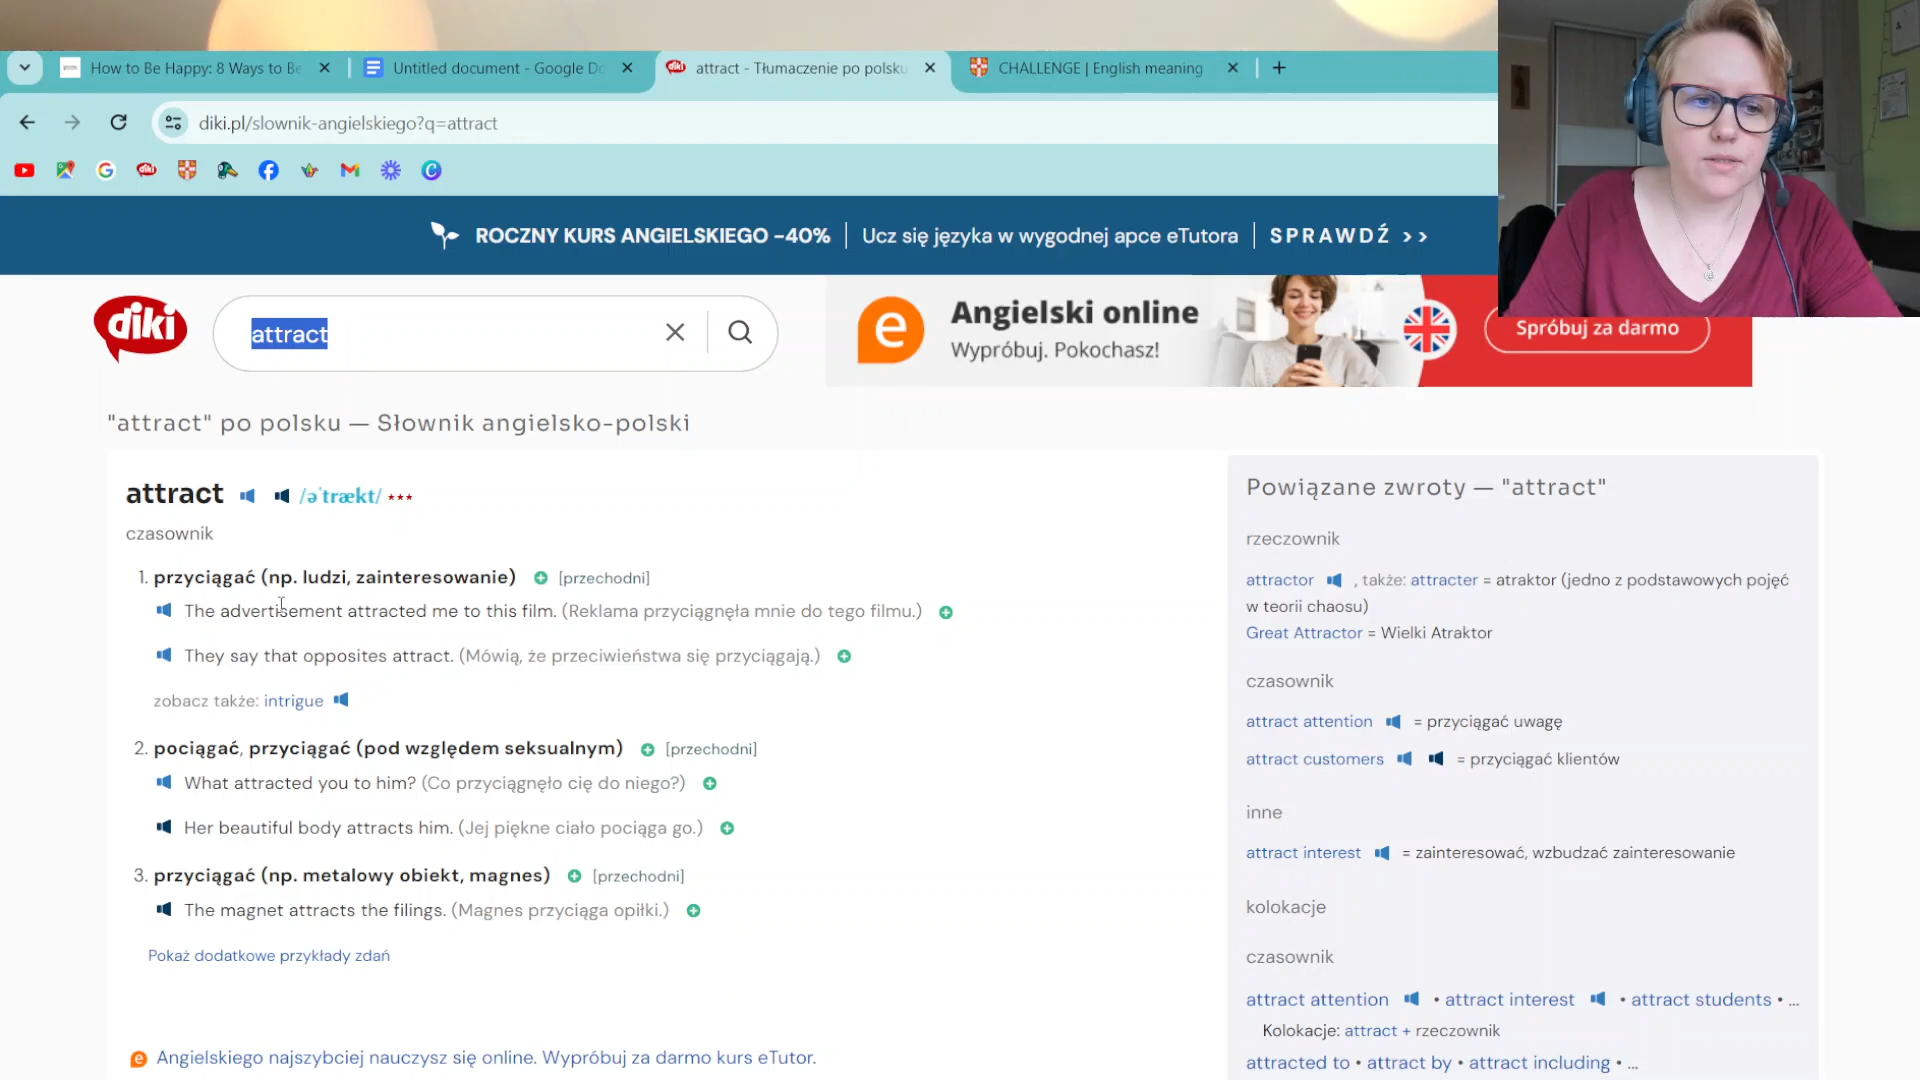 How to Be Happy: 8 Ways to Be
Untitled document - Google Do
attract - Tłumaczenie po polsku
CHALLENGE | English meaning
diki.pl/slownik-angielskiego?q=attract
ROCZNY KURS ANGIELSKIEGO -40% | Ucz się języka w wygodnej apce eTutora | SPRAWDŹ >>
diki
attract
e
Angielski online
Wypróbuj. Pokochasz!
Spróbuj za darmo
"attract" po polsku — Słownik angielsko-polski
attract /əˈtrækt/ ***
czasownik
1. przyciągać (np. ludzi, zainteresowanie) [przechodni]
The advertisement attracted me to this film. (Reklama przyciągnęła mnie do tego filmu.)
They say that opposites attract. (Mówią, że przeciwieństwa się przyciągają.)
zobacz także: intrigue
2. pociągać, przyciągać (pod względem seksualnym) [przechodni]
What attracted you to him? (Co przyciągnęło cię do niego?)
Her beautiful body attracts him. (Jej piękne ciało pociąga go.)
3. przyciągać (np. metalowy obiekt, magnes) [przechodni]
The magnet attracts the filings. (Magnes przyciąga opiłki.)
Pokaż dodatkowe przykłady zdań
Angielskiego najszybciej nauczysz się online. Wypróbuj za darmo kurs eTutor.
Powiązane zwroty — "attract"
rzeczownik
attractor , także: attracter = atraktor (jedno z podstawowych pojęć
w teorii chaosu)
Great Attractor = Wielki Atraktor
czasownik
attract attention = przyciągać uwagę
attract customers = przyciągać klientów
inne
attract interest = zainteresować, wzbudzać zainteresowanie
kolokacje
czasownik
attract attention • attract interest • attract students • ...
Kolokacje: attract + rzeczownik
attracted to • attract by • attract including • ...